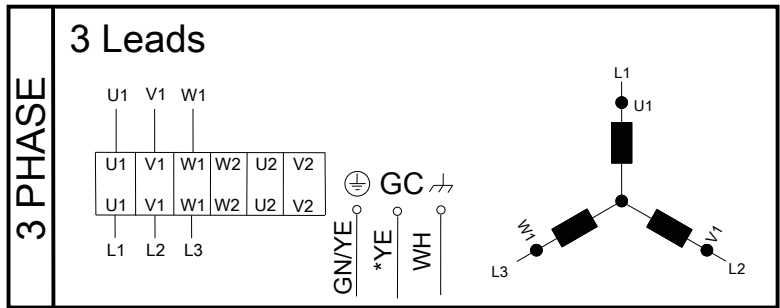 3 PHASE
3 Leads
U1 V1 W1
U1 V1 W1 W2 U2 V2
U1 V1 W1 W2 U2 V2
L1 L2 L3
GC
GN/YE
*YE
WH
L1
U1
W1
V1
L3
L2